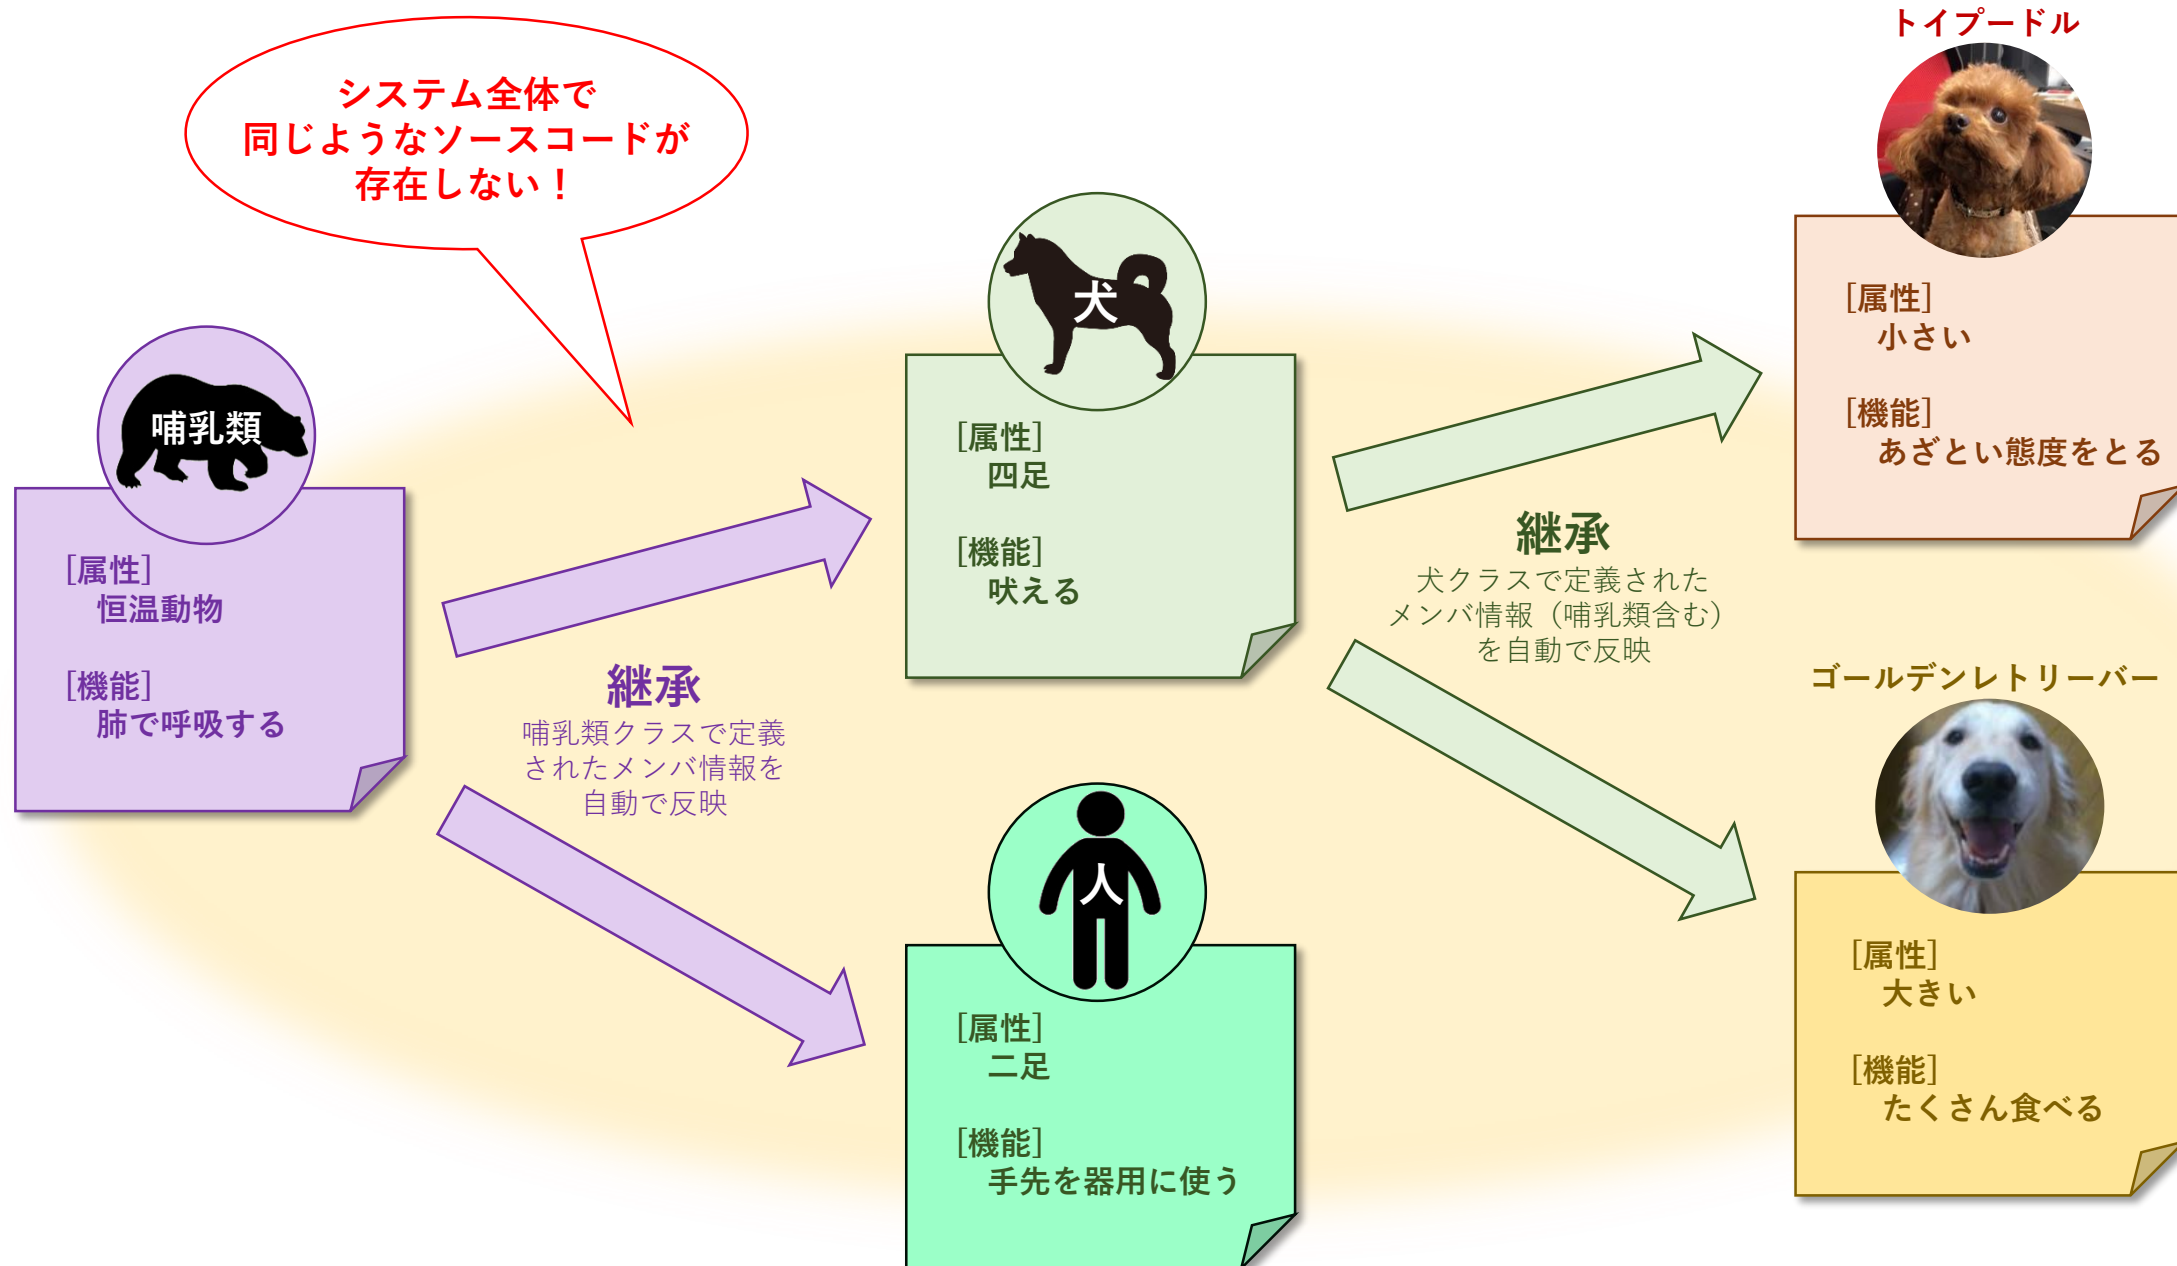 システム全体で
同じようなソースコードが
存在しない！
哺乳類
[属性]
恒温動物
[機能]
肺で呼吸する
継承
哺乳類クラスで定義
されたメンバ情報を
自動で反映
犬
[属性]
四足
[機能]
吠える
人
[属性]
二足
[機能]
手先を器用に使う
継承
犬クラスで定義された
メンバ情報（哺乳類含む）
を自動で反映
トイプードル
[属性]
小さい
[機能]
あざとい態度をとる
ゴールデンレトリーバー
[属性]
大きい
[機能]
たくさん食べる